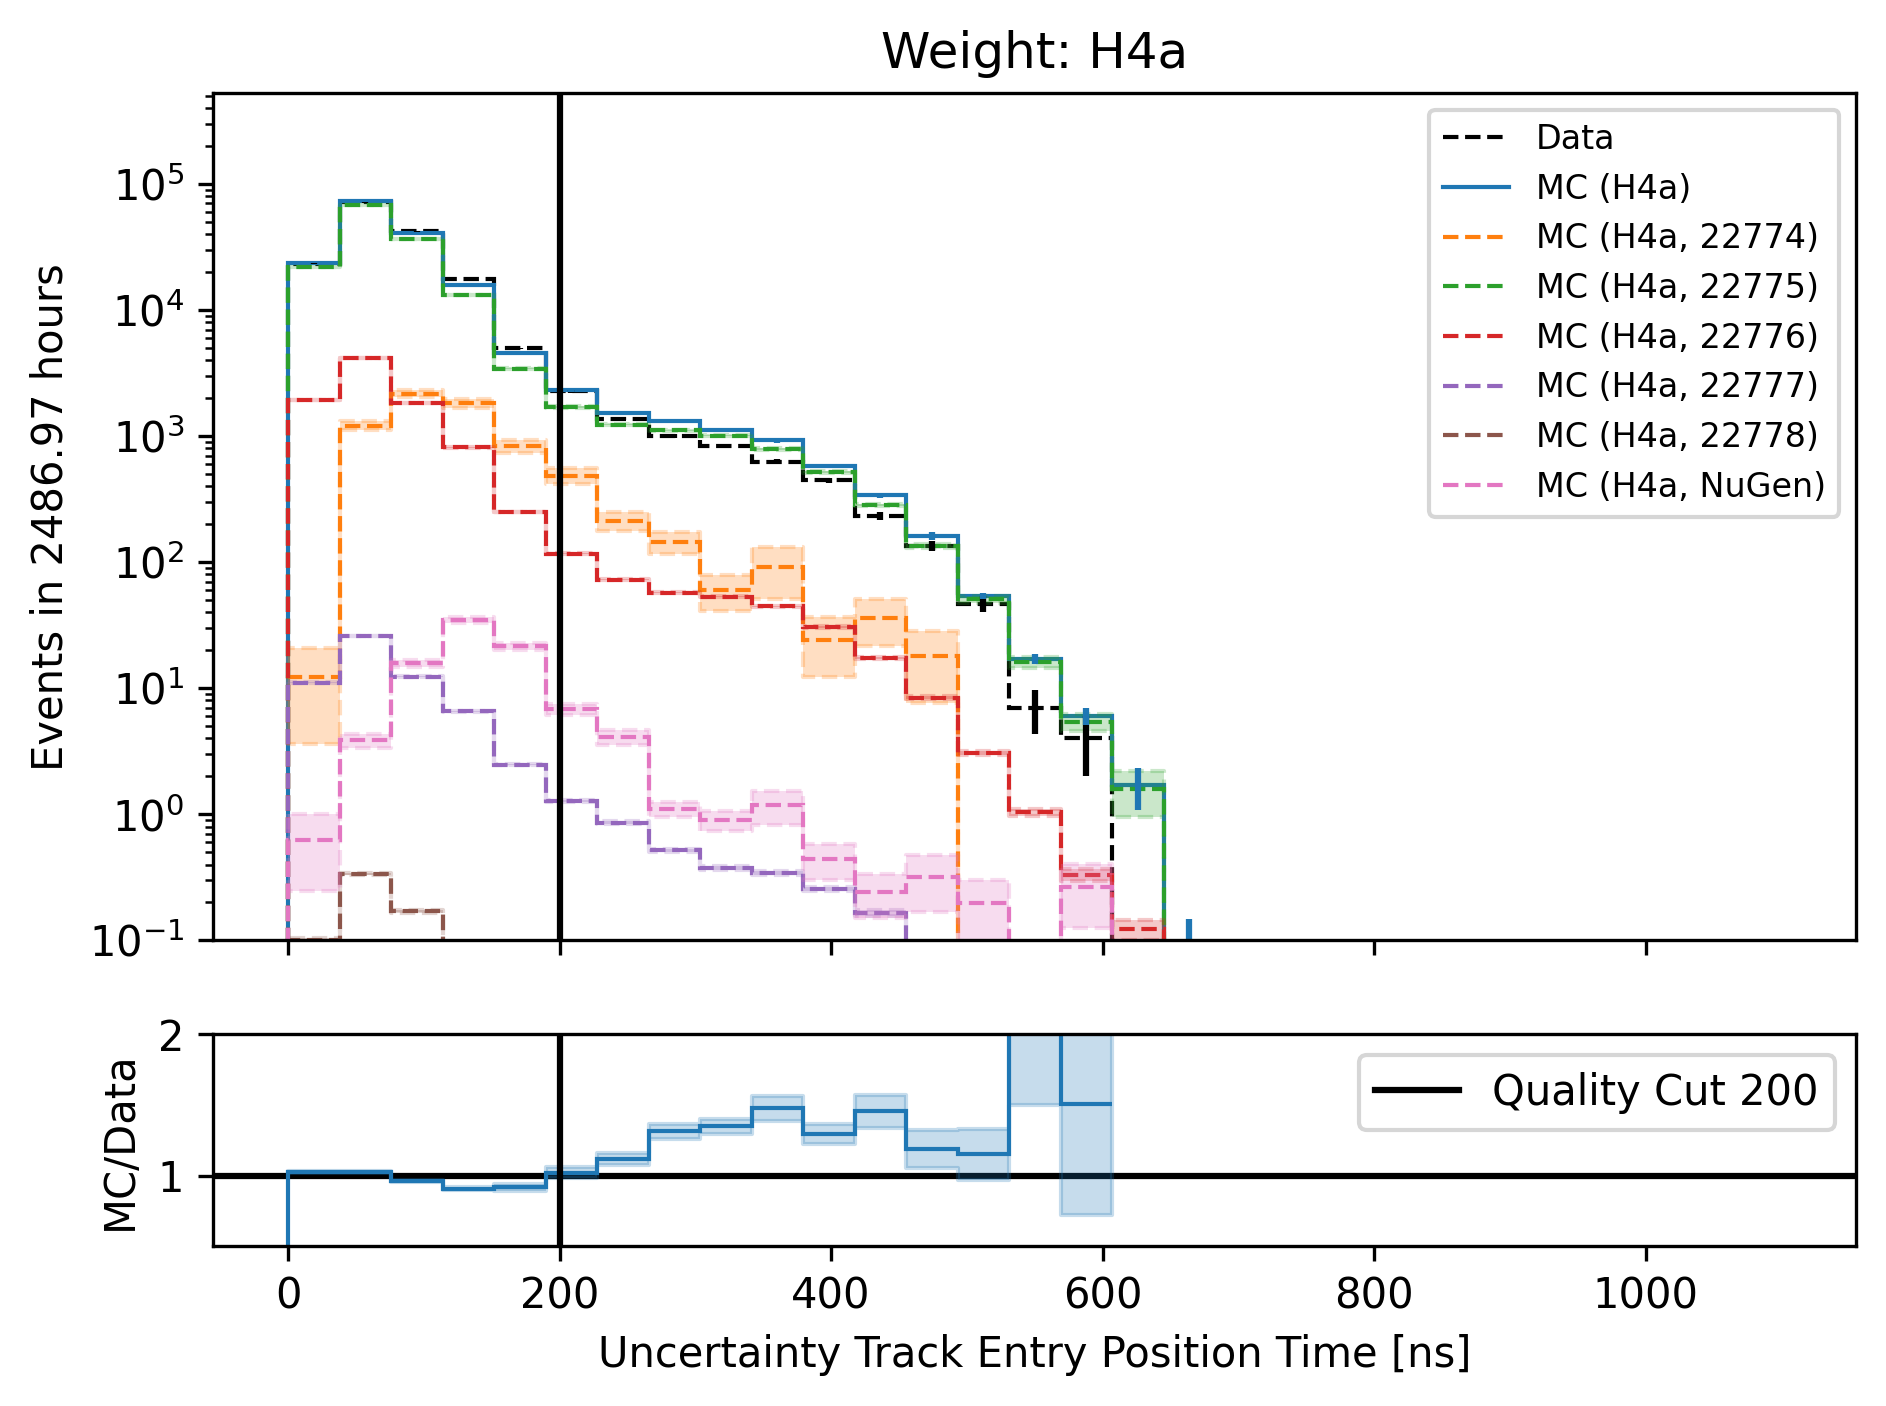 Weight: H4a
Events in 2486.97 hours
10^5
10^4
10^3
10^2
10^1
10^0
10^−1
Data
MC (H4a)
MC (H4a, 22774)
MC (H4a, 22775)
MC (H4a, 22776)
MC (H4a, 22777)
MC (H4a, 22778)
MC (H4a, NuGen)
MC/Data
2
1
Quality Cut 200
0 200 400 600 800 1000
Uncertainty Track Entry Position Time [ns]